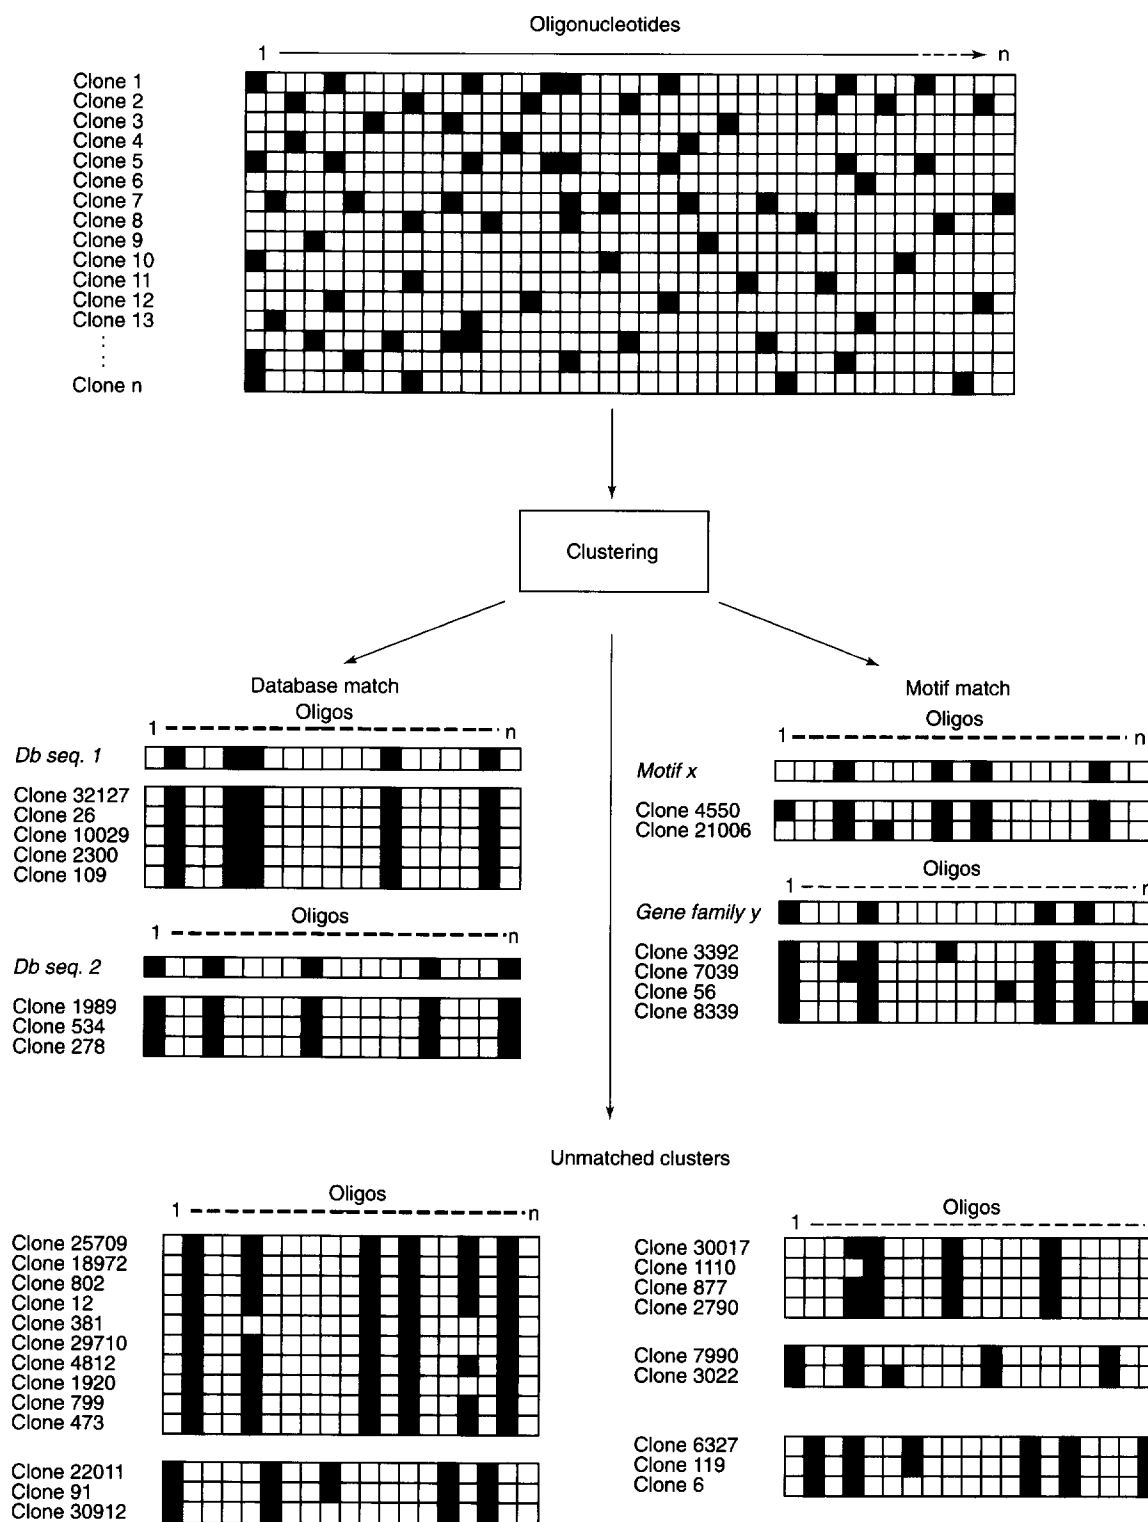 Oligonucleotides
1 n
Clone 1
Clone 2
Clone 3
Clone 4
Clone 5
Clone 6
Clone 7
Clone 8
Clone 9
Clone 10
Clone 11
Clone 12
Clone 13
Clone n
Clustering
Database match
Oligos
1 n
Db seq. 1
Clone 32127
Clone 26
Clone 10029
Clone 2300
Clone 109
Oligos
1 n
Db seq. 2
Clone 1989
Clone 534
Clone 278
Motif match
Oligos
1 n
Motif x
Clone 4550
Clone 21006
Oligos
1 n
Gene family y
Clone 3392
Clone 7039
Clone 56
Clone 8339
Unmatched clusters
Oligos
1 n
Clone 25709
Clone 18972
Clone 802
Clone 12
Clone 381
Clone 29710
Clone 4812
Clone 1920
Clone 799
Clone 473
Clone 22011
Clone 91
Clone 30912
Oligos
1
Clone 30017
Clone 1110
Clone 877
Clone 2790
Clone 7990
Clone 3022
Clone 6327
Clone 119
Clone 6